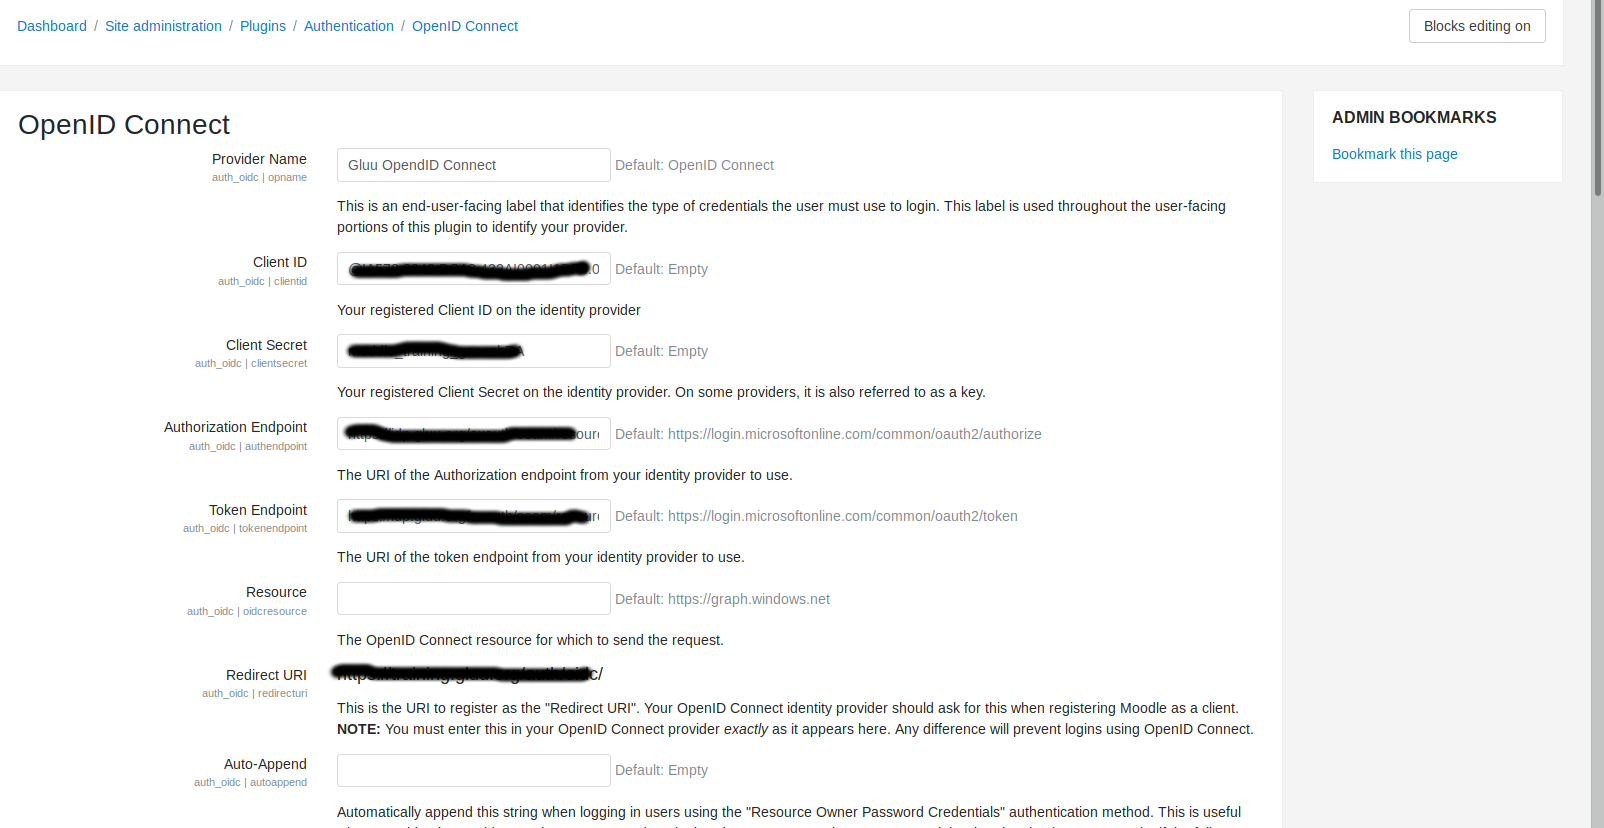 Dashboard / Site administration / Plugins / Authentication / OpenID Connect
Blocks editing on
OpenID Connect
Provider Name
auth_oidc | opname
Gluu OpendID Connect
Default: OpenID Connect
This is an end-user-facing label that identifies the type of credentials the user must use to login. This label is used throughout the user-facing
portions of this plugin to identify your provider.
Client ID
auth_oidc | clientid
Default: Empty
Your registered Client ID on the identity provider
Client Secret
auth_oidc | clientsecret
Default: Empty
Your registered Client Secret on the identity provider. On some providers, it is also referred to as a key.
Authorization Endpoint
auth_oidc | authendpoint
Default: https://login.microsoftonline.com/common/oauth2/authorize
The URI of the Authorization endpoint from your identity provider to use.
Token Endpoint
auth_oidc | tokenendpoint
Default: https://login.microsoftonline.com/common/oauth2/token
The URI of the token endpoint from your identity provider to use.
Resource
auth_oidc | oidcresource
Default: https://graph.windows.net
The OpenID Connect resource for which to send the request.
Redirect URI
auth_oidc | redirecturi
This is the URI to register as the "Redirect URI". Your OpenID Connect identity provider should ask for this when registering Moodle as a client.
NOTE: You must enter this in your OpenID Connect provider exactly as it appears here. Any difference will prevent logins using OpenID Connect.
Auto-Append
auth_oidc | autoappend
Default: Empty
Automatically append this string when logging in users using the "Resource Owner Password Credentials" authentication method. This is useful
ADMIN BOOKMARKS
Bookmark this page